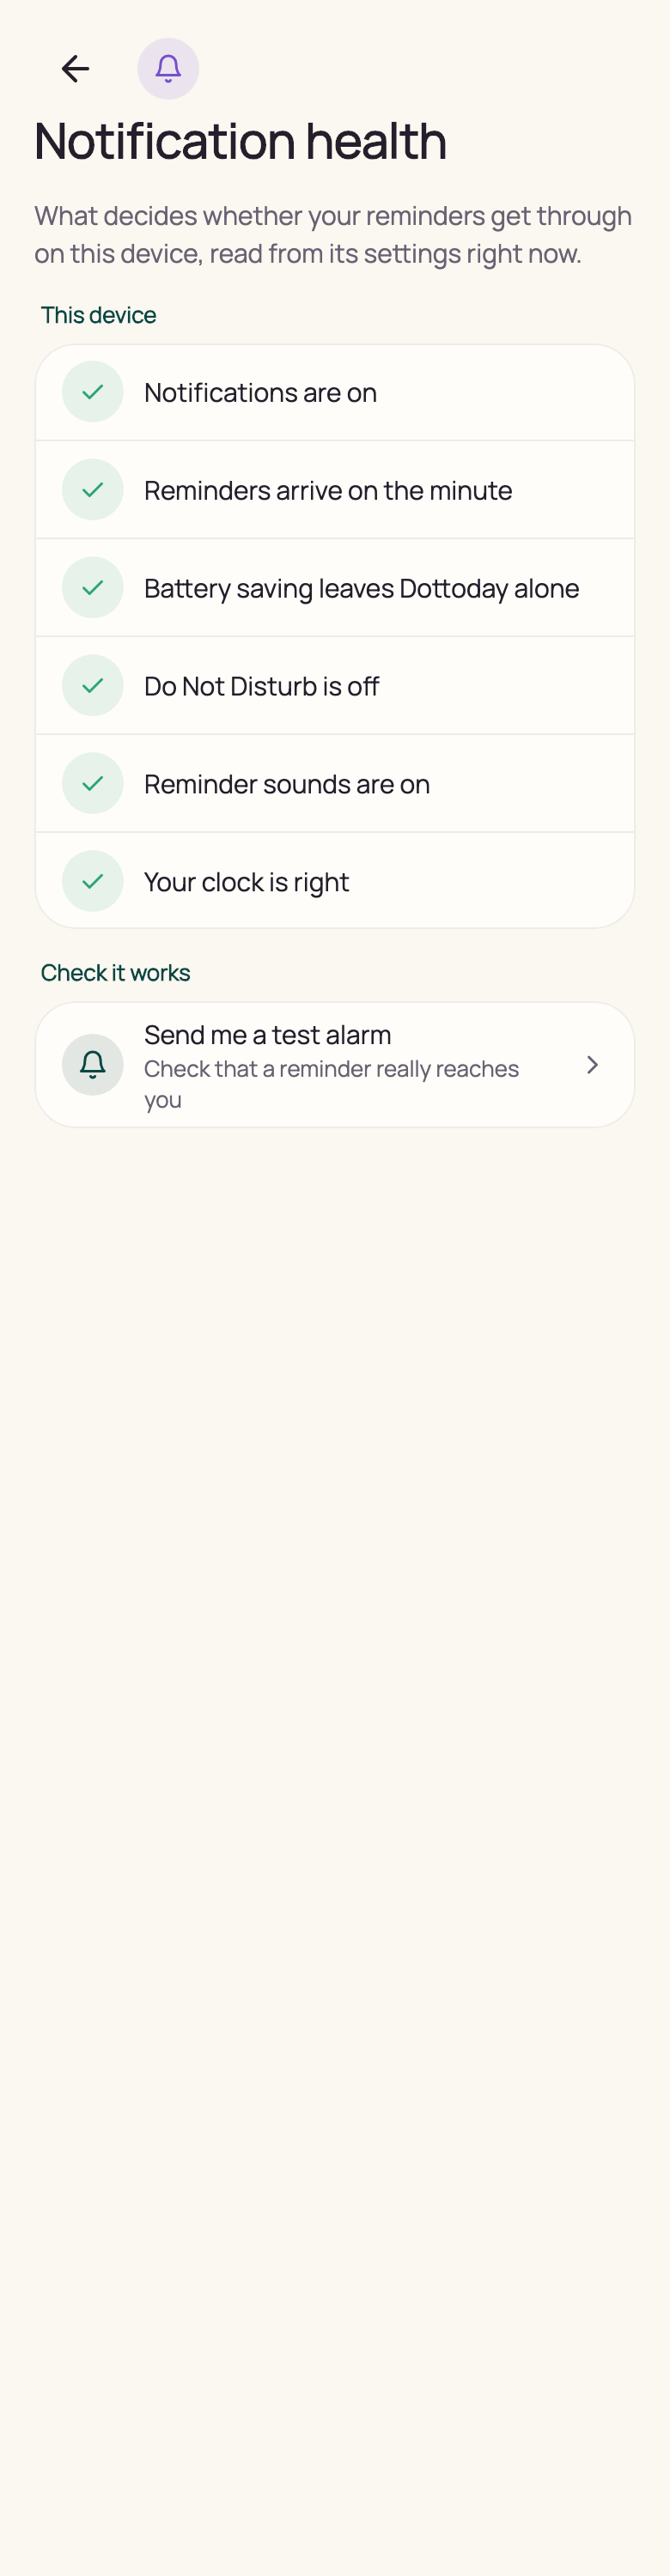 Notification health
What decides whether your reminders get through
on this device, read from its settings right now.
This device
Notifications are on
Reminders arrive on the minute
Battery saving leaves Dottoday alone
Do Not Disturb is off
Reminder sounds are on
Your clock is right
Check it works
Send me a test alarm
Check that a reminder really reaches
you